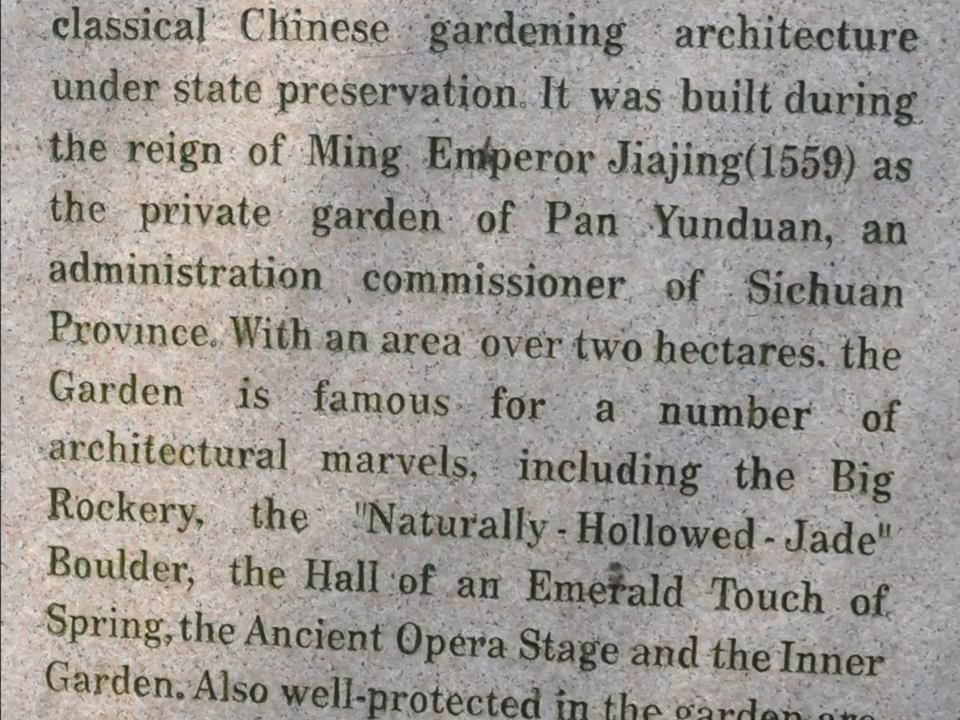 classical Chinese gardening architecture
under state preservation. It was built during
the reign of Ming Emperor Jiajing(1559) as
the private garden of Pan Yunduan, an
administration commissioner of Sichuan
Province. With an area over two hectares. the
Garden is famous for a number of
architectural marvels, including the Big
Rockery, the "Naturally - Hollowed - Jade"
Boulder, the Hall of an Emerald Touch of
Spring, the Ancient Opera Stage and the Inner
Garden. Also well-protected in the garden are